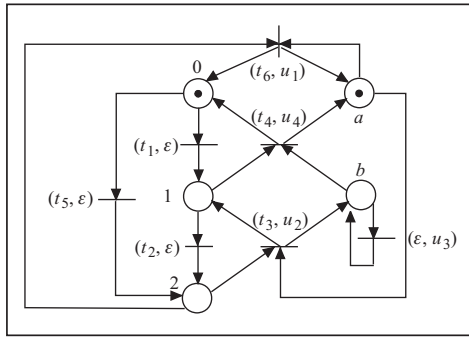 0
(t6, u1)
a
(t4, u4)
(t1, ε)
b
(t5, ε)
1
(t3, u2)
(t2, ε)
(ε, u3)
2